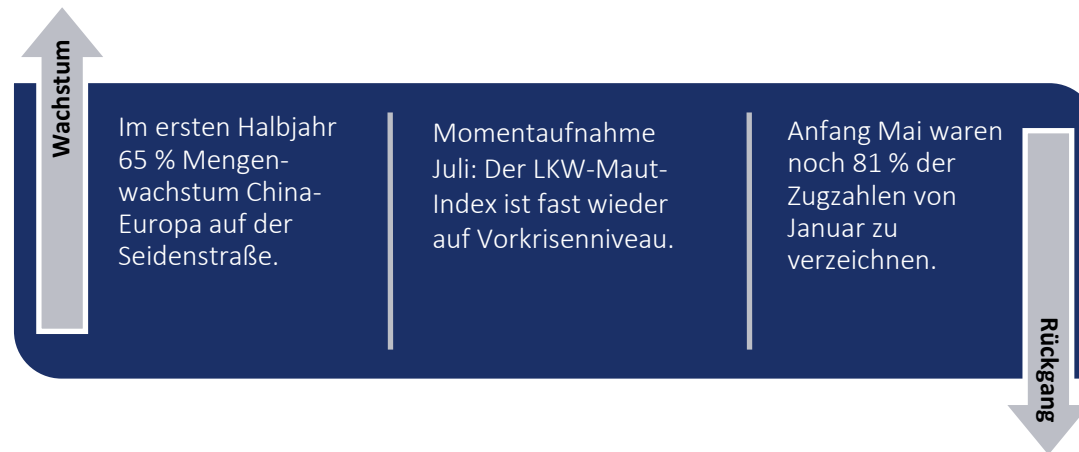 Wachstum
Im ersten Halbjahr
65 % Mengen-
wachstum China-
Europa auf der
Seidenstraße.
Momentaufnahme
Juli: Der LKW-Maut-
Index ist fast wieder
auf Vorkrisenniveau.
Anfang Mai waren
noch 81 % der
Zugzahlen von
Januar zu
verzeichnen.
Rückgang